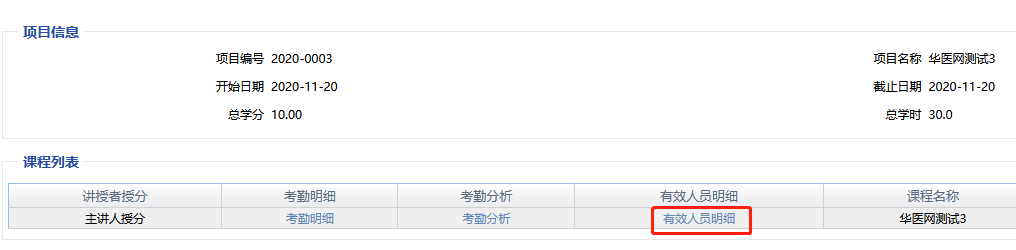 项目信息
项目编号 2020-0003 项目名称 华医网测试3
开始日期 2020-11-20 截止日期 2020-11-20
总学分 10.00 总学时 30.0
课程列表
讲授者授分 考勤明细 考勤分析 有效人员明细 课程名称
主讲人授分 考勤明细 考勤分析 有效人员明细 华医网测试3